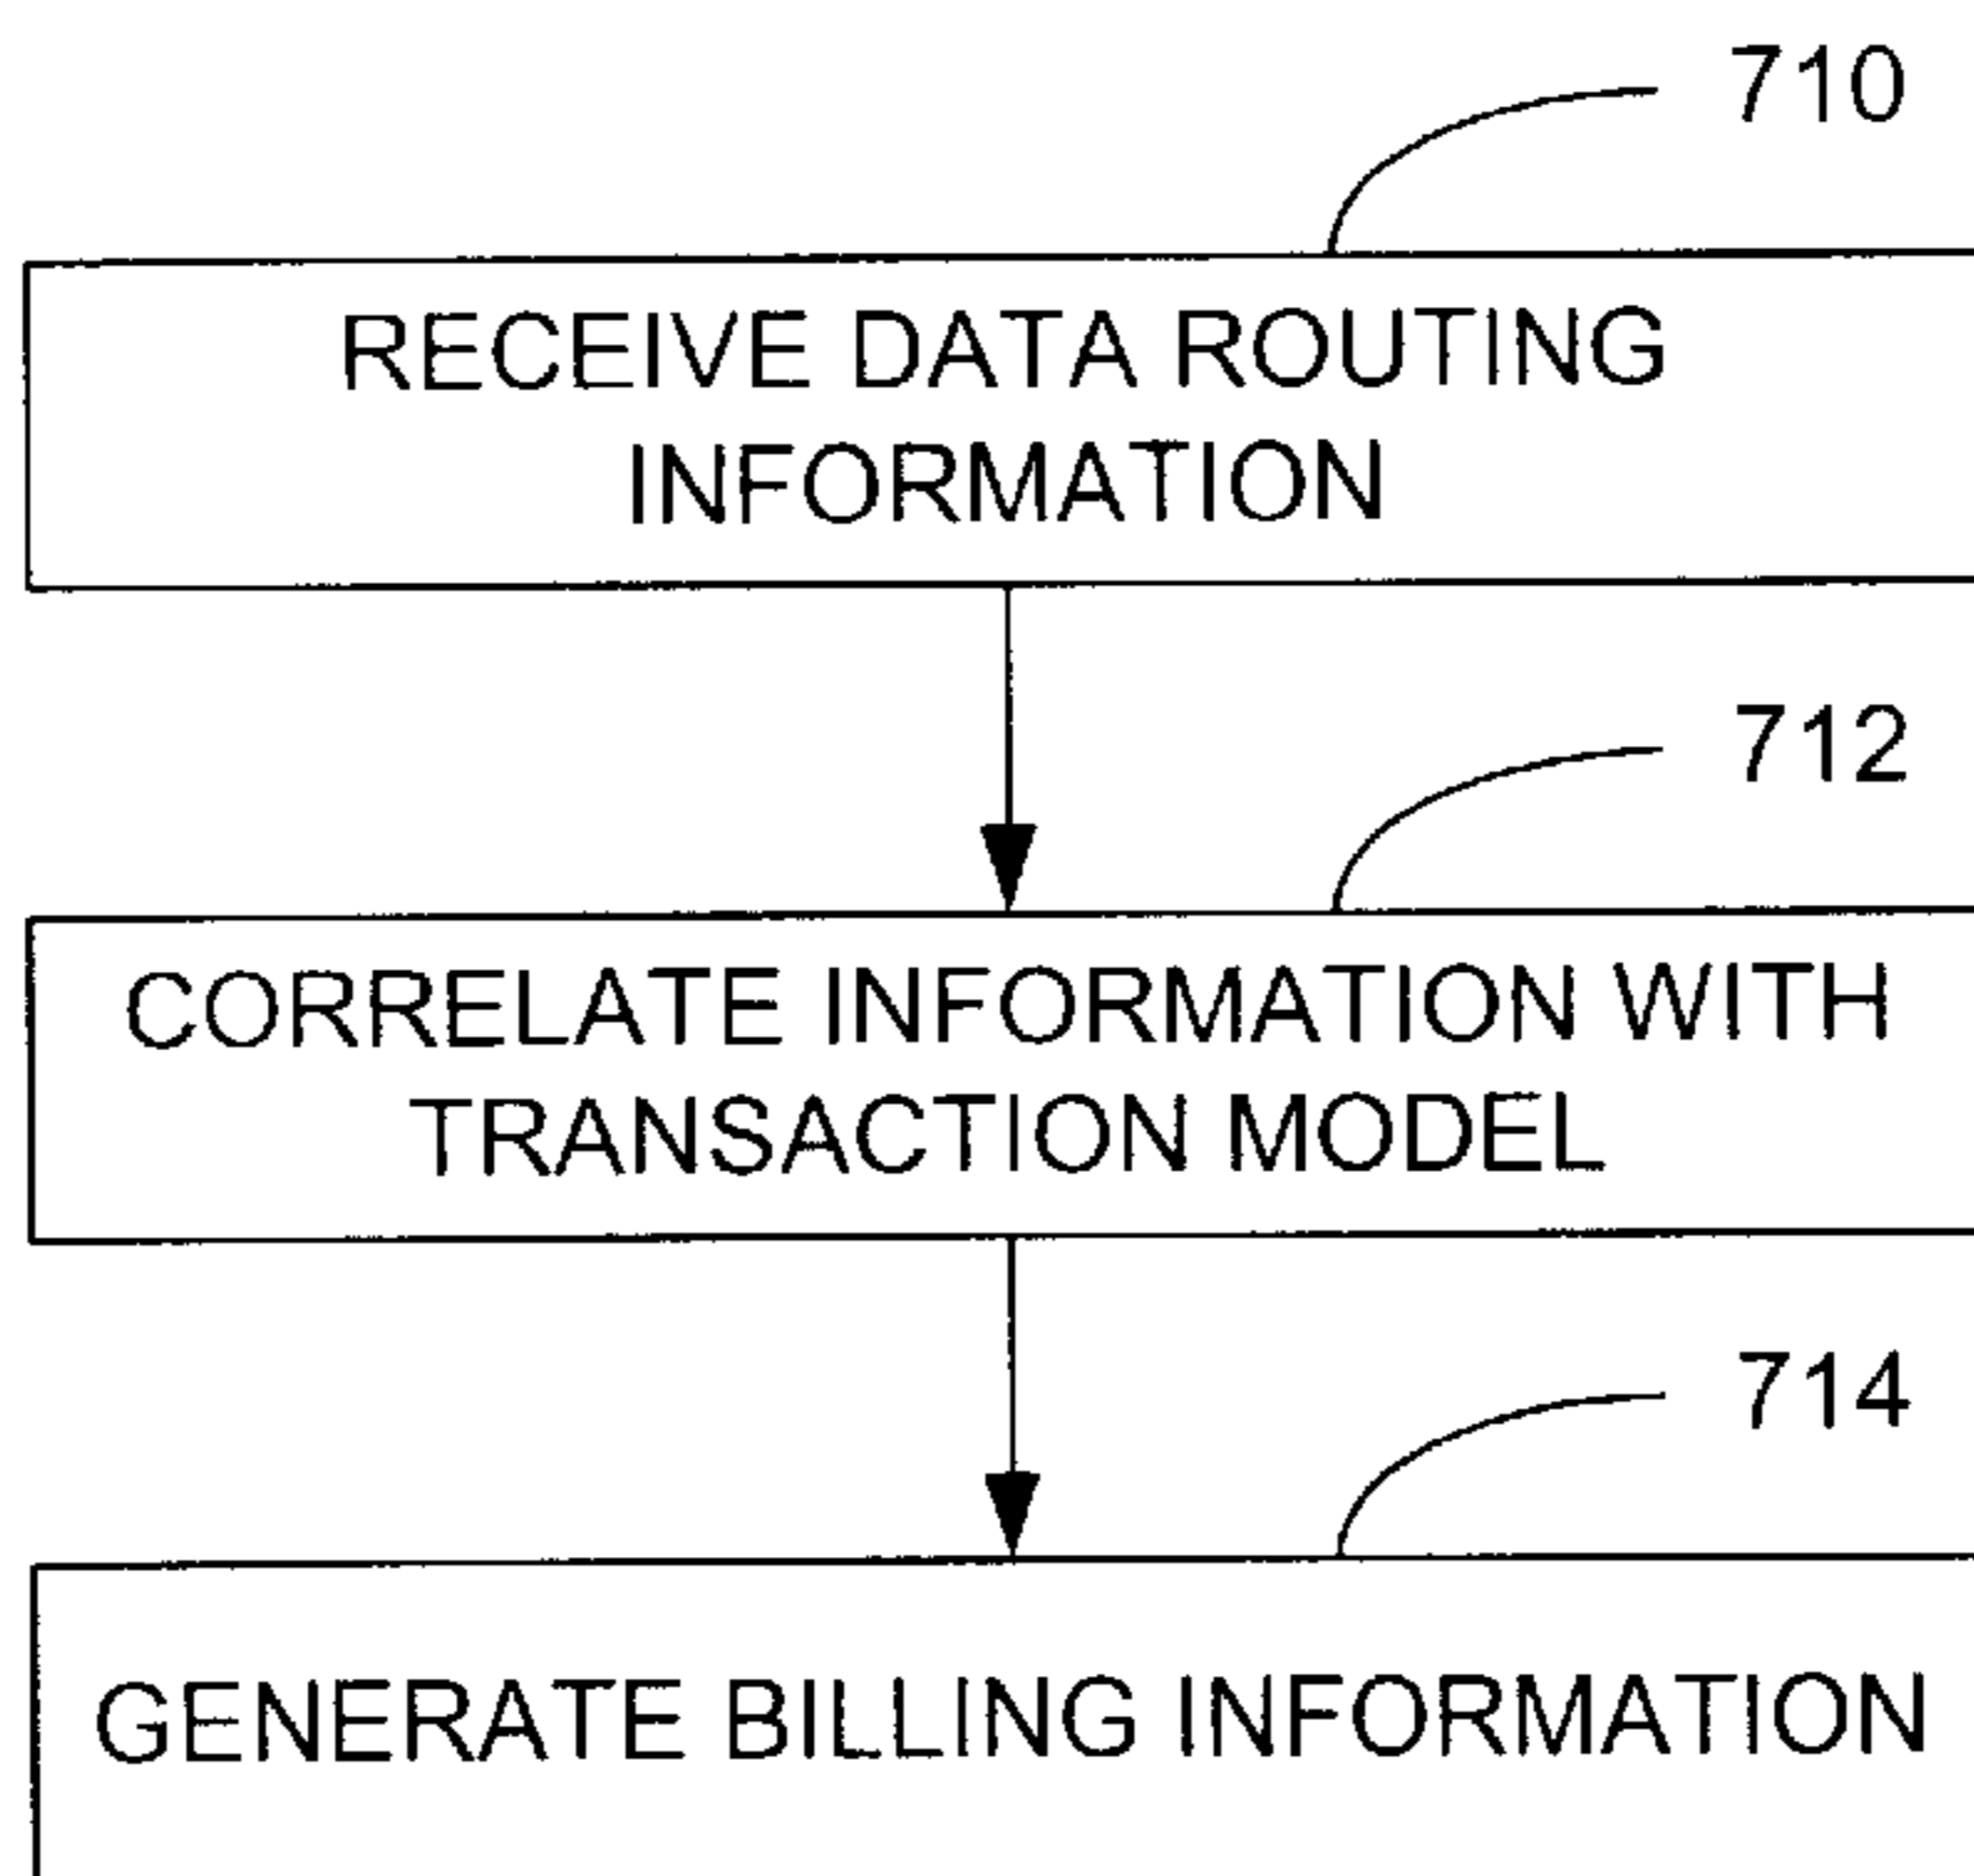 710
RECEIVE DATA ROUTING
INFORMATION
712
CORRELATE INFORMATION WITH
TRANSACTION MODEL
714
GENERATE BILLING INFORMATION